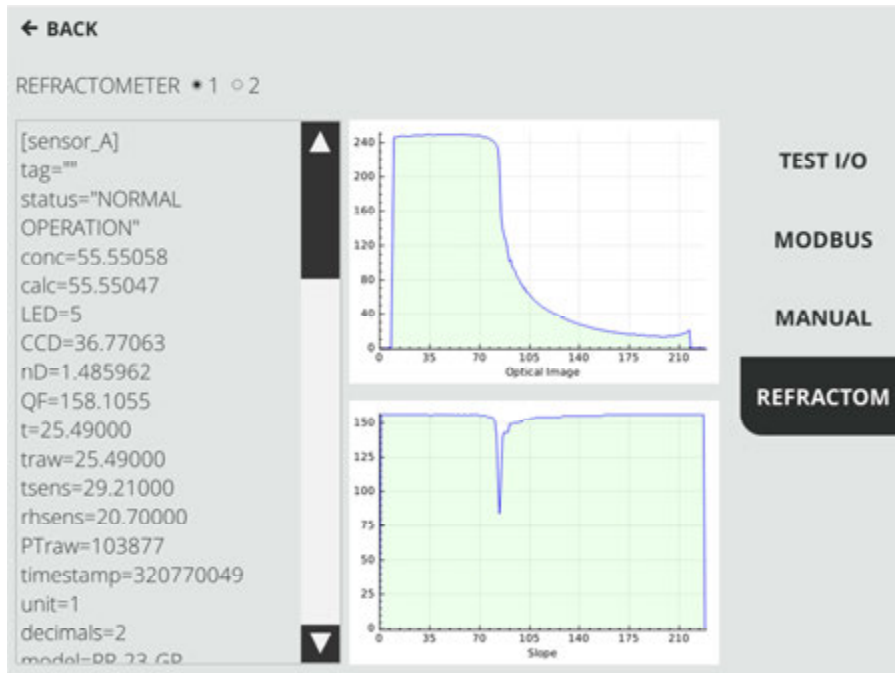 ← BACK
REFRACTOMETER 1 2
[sensor_A]
tag=""
status="NORMAL
OPERATION"
conc=55.55058
calc=55.55047
LED=5
CCD=36.77063
nD=1.485962
QF=158.1055
t=25.49000
traw=25.49000
tsens=29.21000
rhsens=20.70000
PTraw=103877
timestamp=320770049
unit=1
decimals=2
model=PR-23-GP
240
200
160
120
80
40
0
0 35 70 105 140 175 210
Optical Image
150
125
100
75
50
25
0
0 35 70 105 140 175 210
Slope
TEST I/O
MODBUS
MANUAL
REFRACTOM